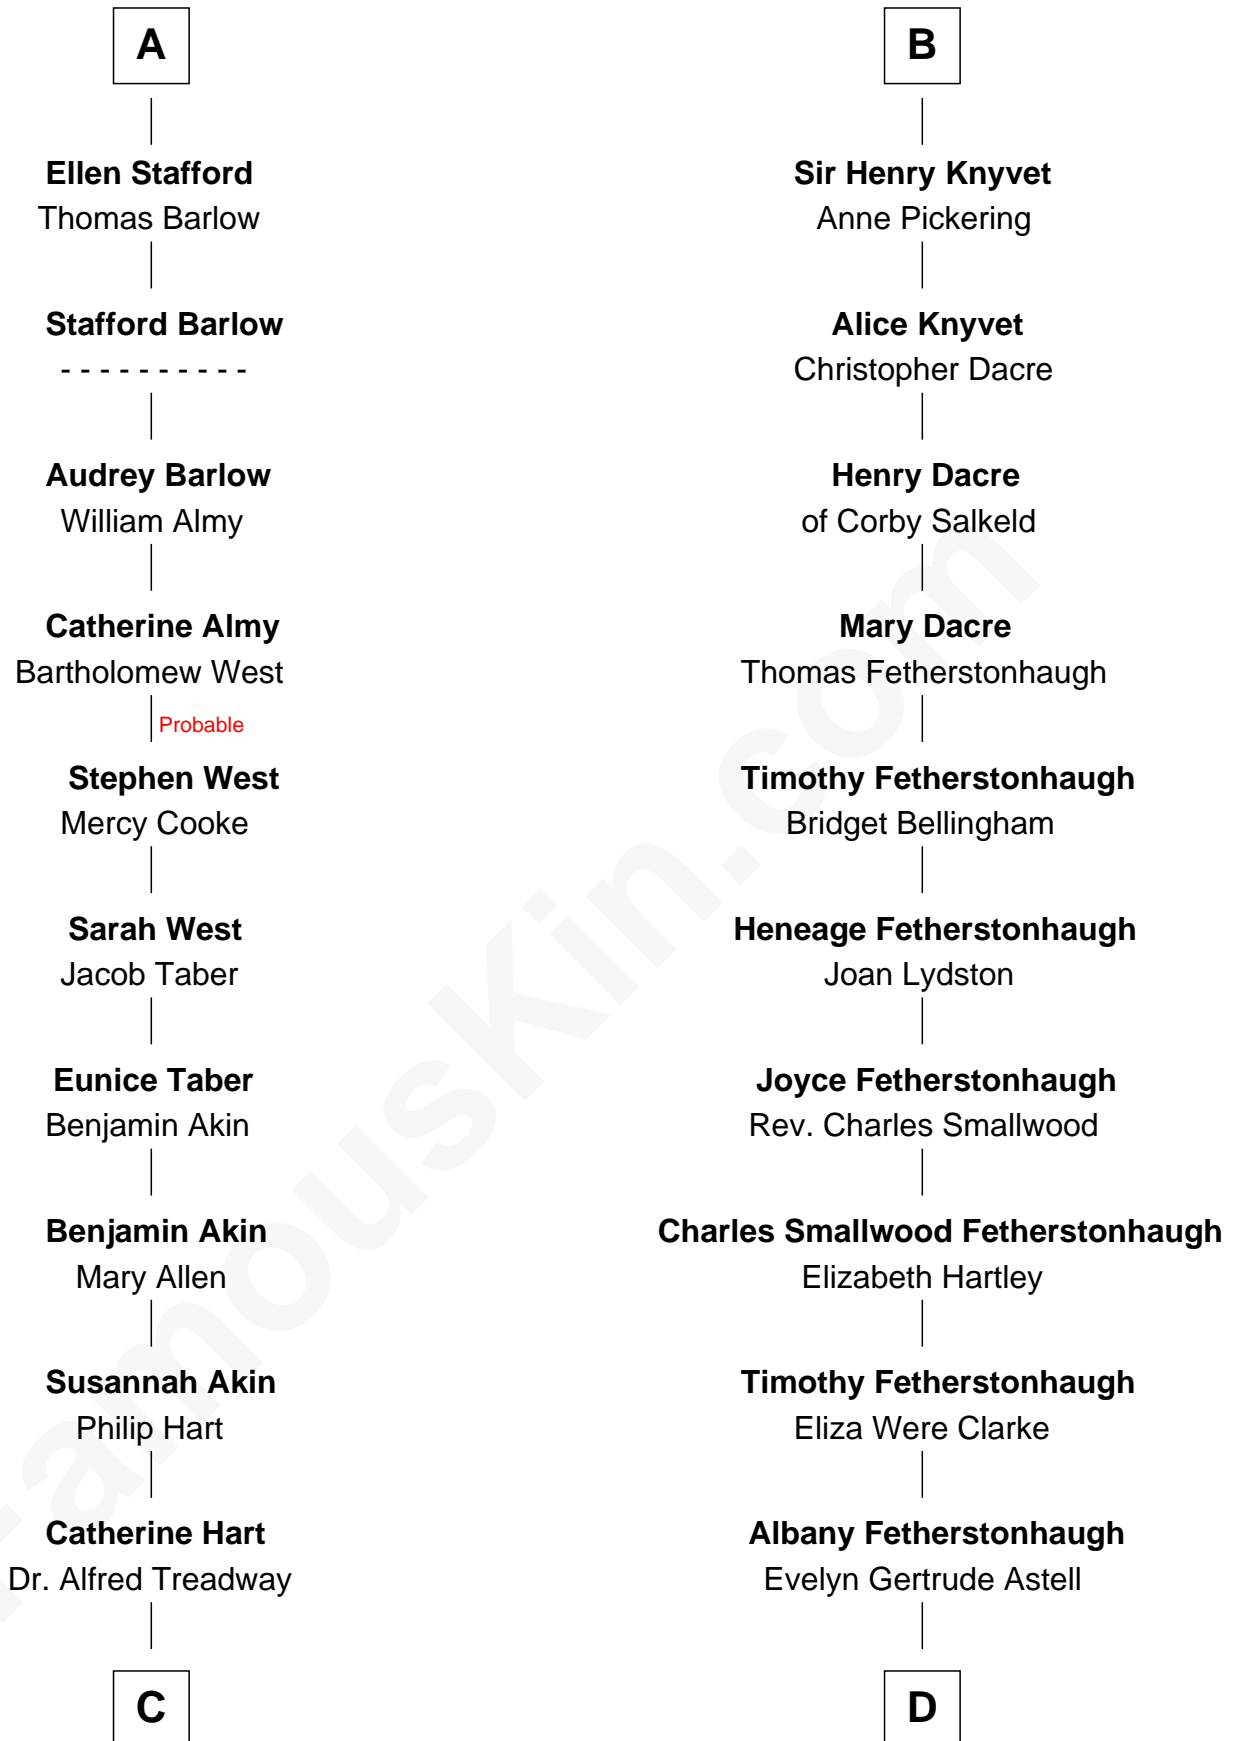 A
Ellen Stafford
Thomas Barlow
Stafford Barlow
- - - - - - - - - -
Audrey Barlow
William Almy
Catherine Almy
Bartholomew West
Probable
Stephen West
Mercy Cooke
Sarah West
Jacob Taber
Eunice Taber
Benjamin Akin
Benjamin Akin
Mary Allen
Susannah Akin
Philip Hart
Catherine Hart
Dr. Alfred Treadway
C
B
Sir Henry Knyvet
Anne Pickering
Alice Knyvet
Christopher Dacre
Henry Dacre
of Corby Salkeld
Mary Dacre
Thomas Fetherstonhaugh
Timothy Fetherstonhaugh
Bridget Bellingham
Heneage Fetherstonhaugh
Joan Lydston
Joyce Fetherstonhaugh
Rev. Charles Smallwood
Charles Smallwood Fetherstonhaugh
Elizabeth Hartley
Timothy Fetherstonhaugh
Eliza Were Clarke
Albany Fetherstonhaugh
Evelyn Gertrude Astell
D
FamousKin.com